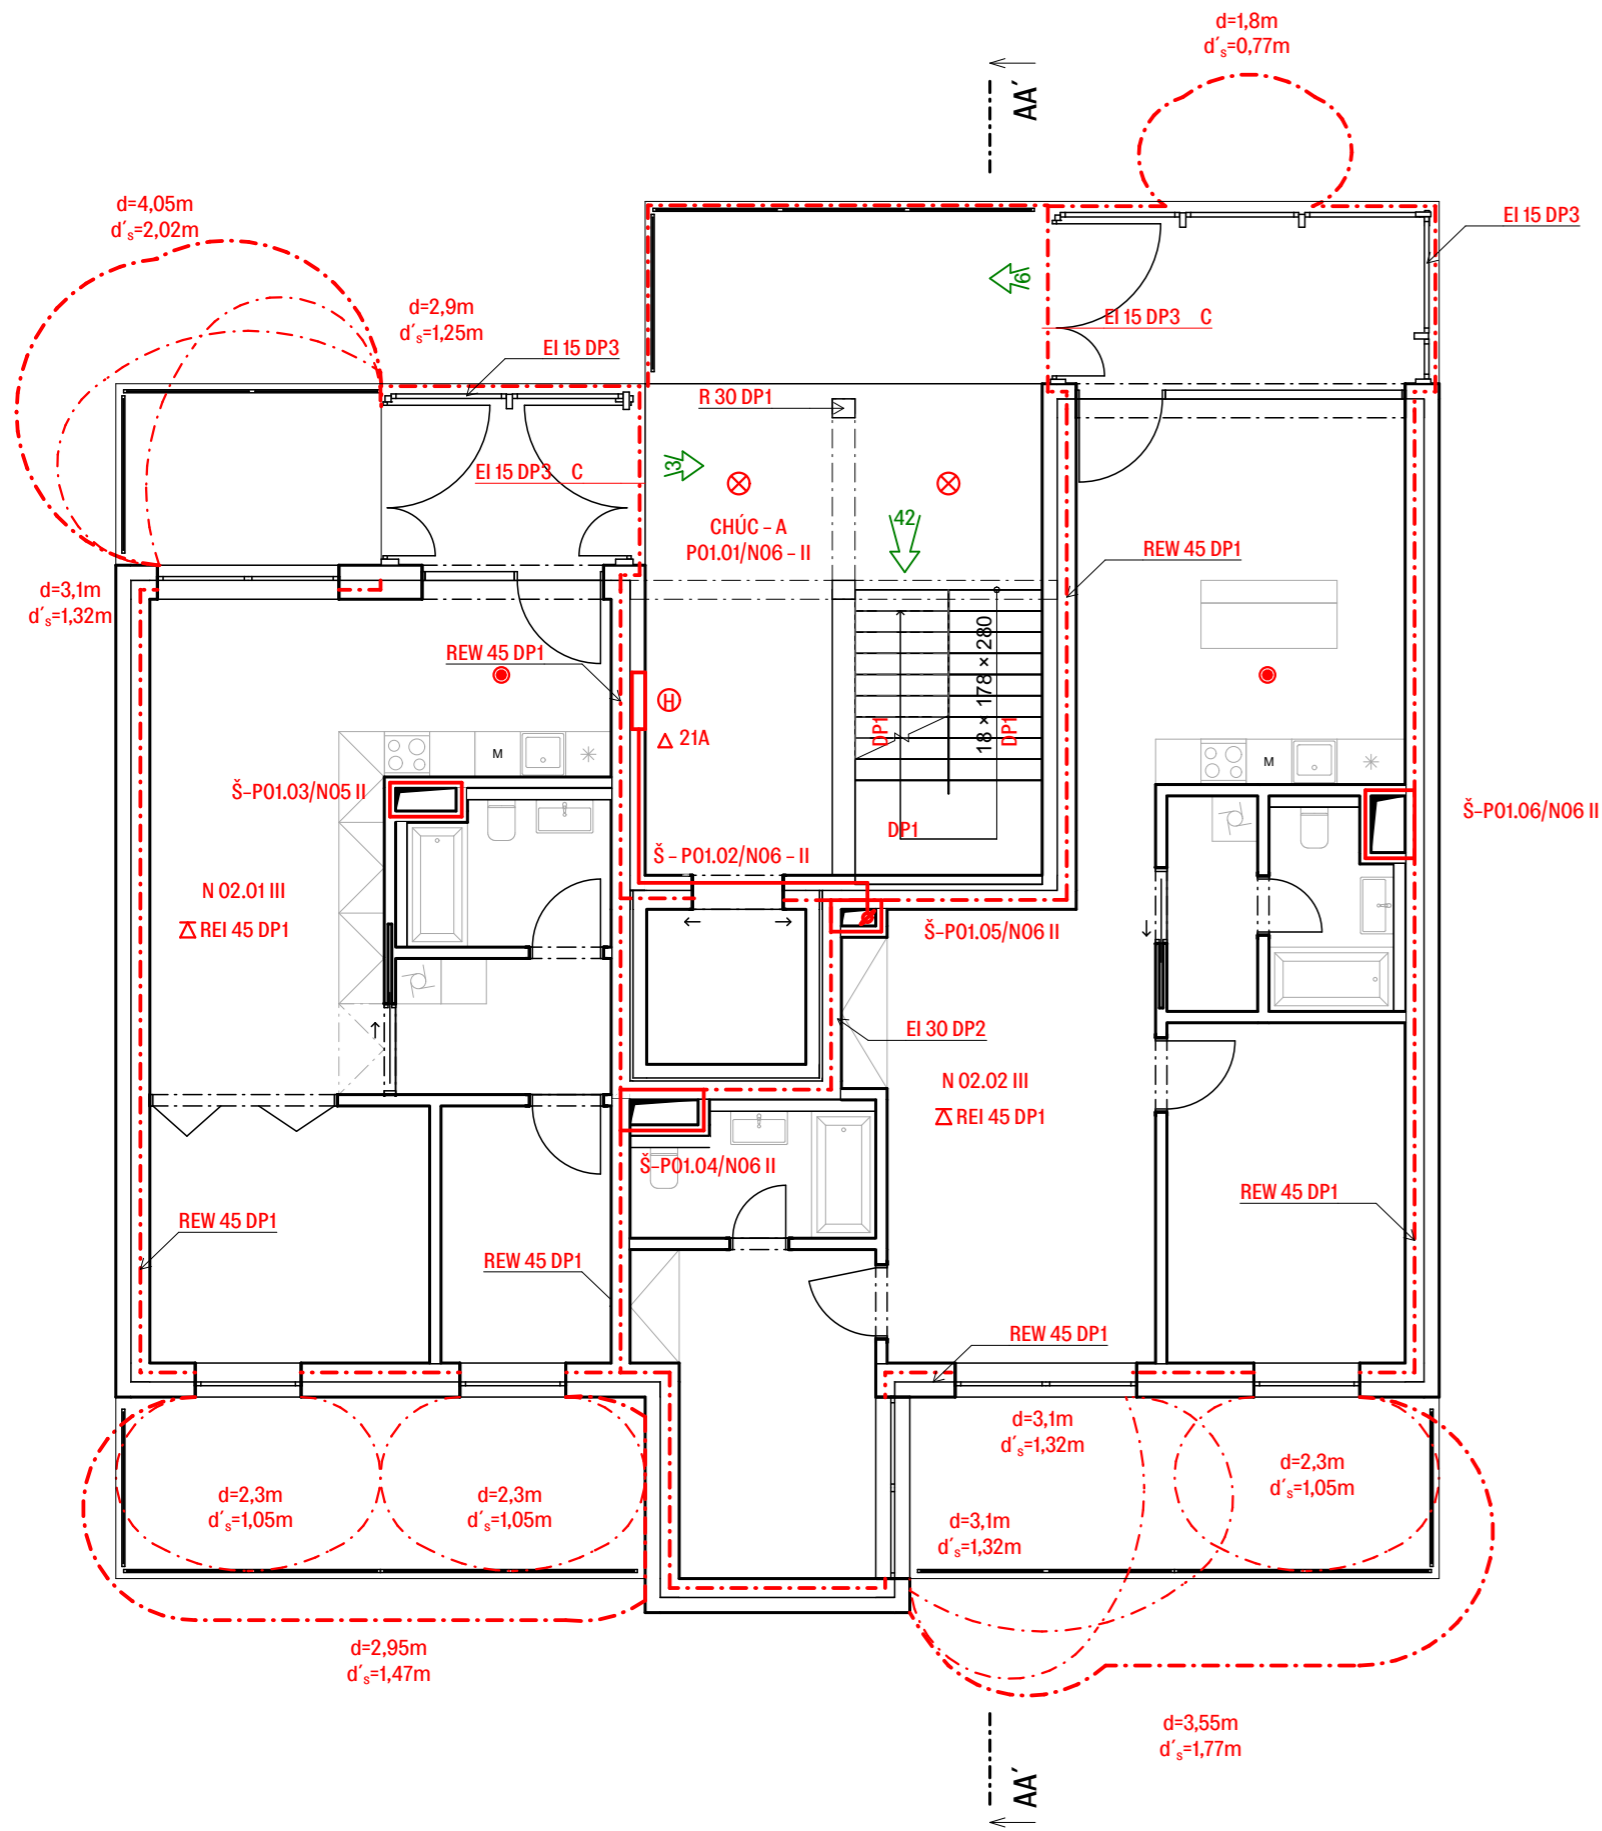 d=1,8m
d´s=0,77m
AA´
d=4,05m
d´s=2,02m
EI 15 DP3
d=2,9m
d´s=1,25m
6
EI 15 DP3 C
EI 15 DP3
R 30 DP1
3
EI 15 DP3 C
42
CHÚC – A
P01.01/N06 – II
REW 45 DP1
d=3,1m
d´s=1,32m
REW 45 DP1
18 × 178 × 280
H
21A
DP1
DP1
M
M
Š-P01.03/N05 II
Š-P01.06/N06 II
DP1
Š - P01.02/N06 – II
N 02.01 III
REI 45 DP1
Š-P01.05/N06 II
EI 30 DP2
N 02.02 III
REI 45 DP1
Š-P01.04/N06 II
REW 45 DP1
REW 45 DP1
REW 45 DP1
REW 45 DP1
d=3,1m
d´s=1,32m
d=2,3m
d´s=1,05m
d=2,3m
d´s=1,05m
d=2,3m
d´s=1,05m
d=3,1m
d´s=1,32m
d=2,95m
d´s=1,47m
d=3,55m
d´s=1,77m
AA´